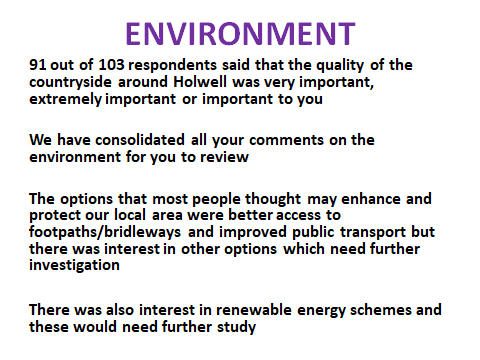 ENVIRONMENT
91 out of 103 respondents said that the quality of the
countryside around Holwell was very important,
extremely important or important to you
We have consolidated all your comments on the
environment for you to review
The options that most people thought may enhance and
protect our local area were better access to
footpaths/bridleways and improved public transport but
there was interest in other options which need further
investigation
There was also interest in renewable energy schemes and
these would need further study